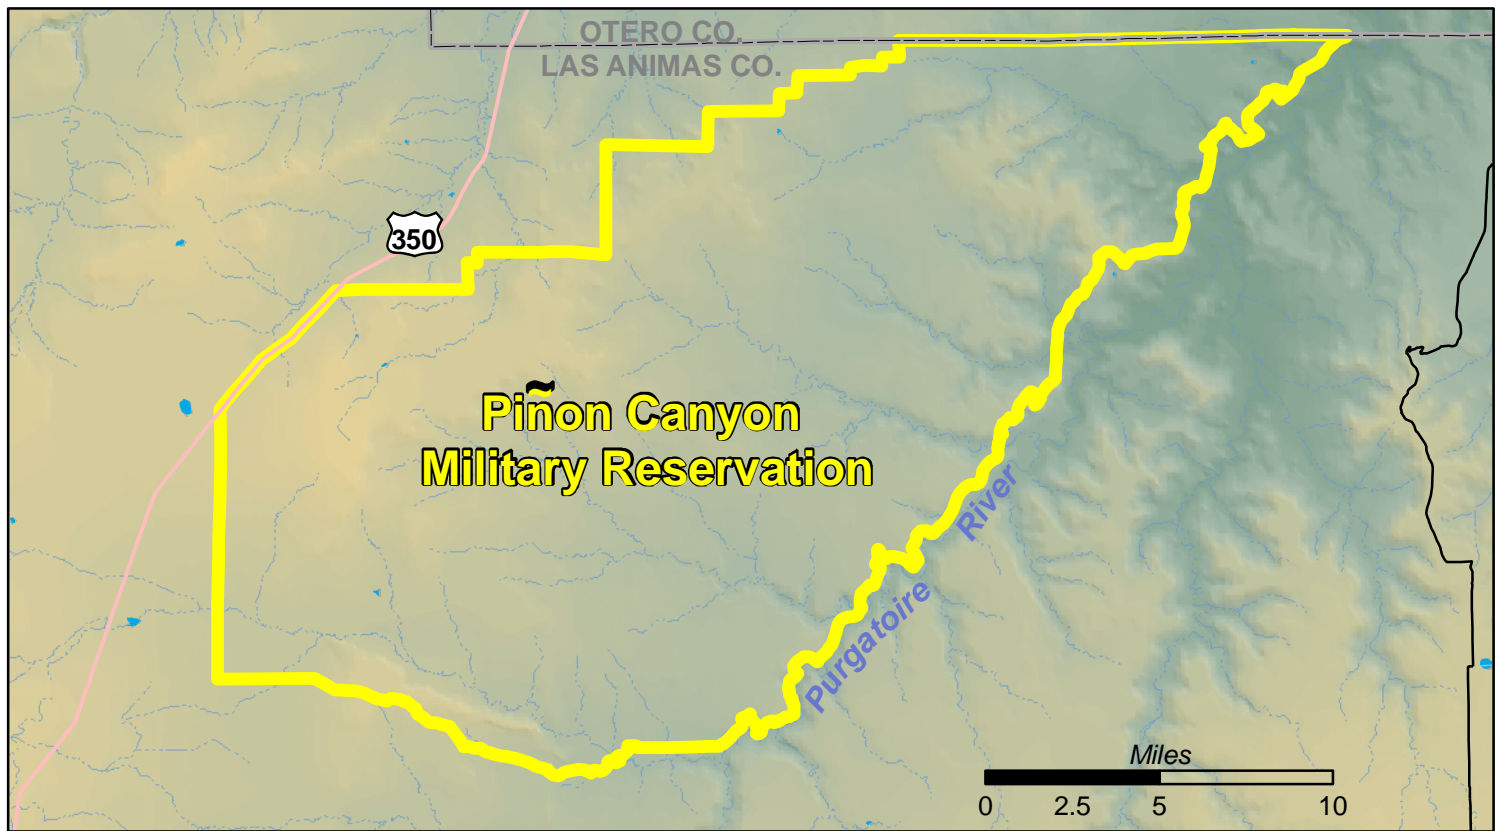 OTERO CO.
LAS ANIMAS CO.
350
Piñon Canyon
Military Reservation
Purgatoire River
Miles
0 2.5 5 10